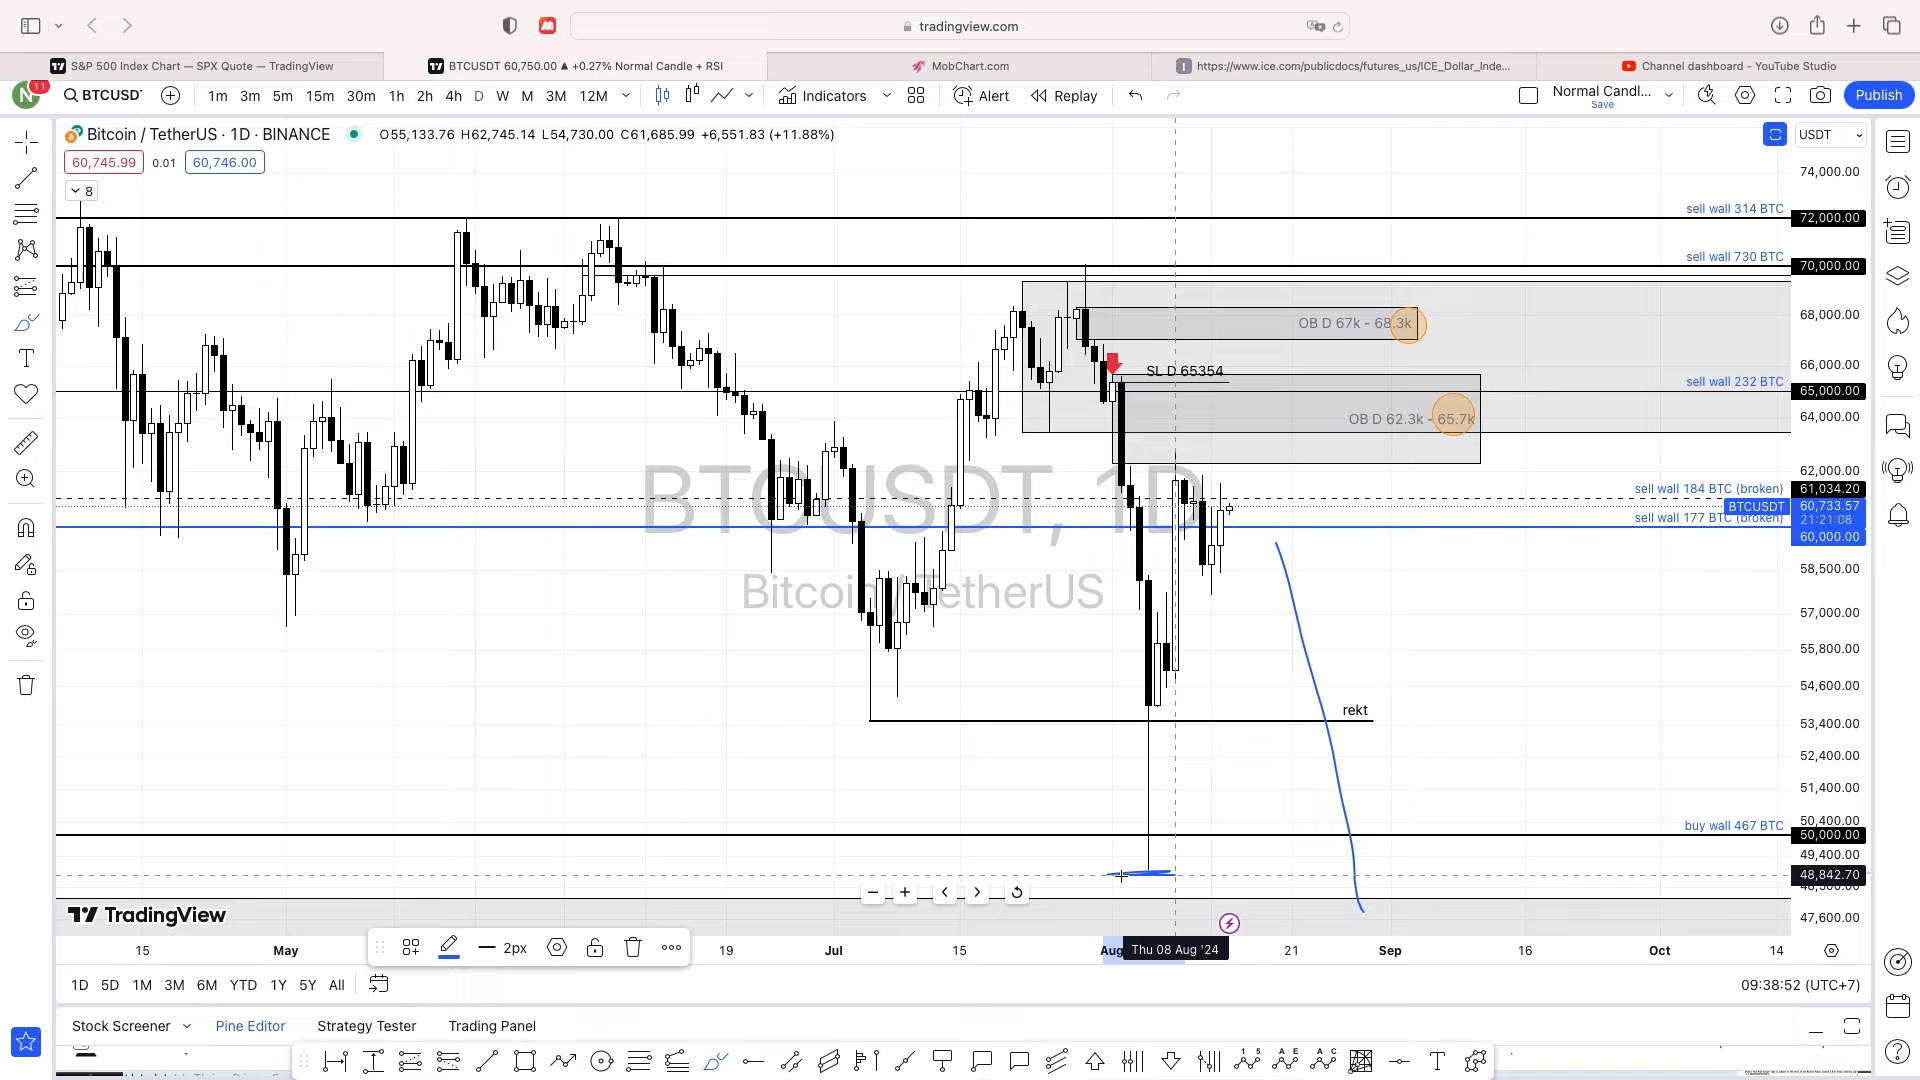 tradingview.com
S&P 500 Index Chart — SPX Quote — TradingView
BTCUSDT 60,750.00 ▲ +0.27% Normal Candle + RSI
MobChart.com
https://www.ice.com/publicdocs/futures_us/ICE_Dollar_Inde...
Channel dashboard - YouTube Studio
N 11
BTCUSD
1m 3m 5m 15m 30m 1h 2h 4h D W M 3M 12M
Indicators
Alert
Replay
Normal Candl...
Save
Publish
Bitcoin / TetherUS · 1D · BINANCE
O55,133.76 H62,745.14 L54,730.00 C61,685.99 +6,551.83 (+11.88%)
USDT
60,745.99 0.01 60,746.00
8
74,000.00
sell wall 314 BTC
72,000.00
sell wall 730 BTC
70,000.00
68,000.00
OB D 67k - 68.3k
66,000.00
SL D 65354
sell wall 232 BTC
65,000.00
64,000.00
OB D 62.3k - 65.7k
62,000.00
sell wall 184 BTC (broken)
61,034.20
BTCUSDT
60,733.57
21:21:08
sell wall 177 BTC (broken)
60,000.00
BTCUSDT, 1D
Bitcoin / TetherUS
58,500.00
57,000.00
55,800.00
54,600.00
rekt
53,400.00
52,400.00
51,400.00
50,400.00
buy wall 467 BTC
50,000.00
49,400.00
48,842.70
47,600.00
TradingView
15 May 19 Jul 15 Aug Thu 08 Aug '24 21 Sep 16 Oct 14
2px
1D 5D 1M 3M 6M YTD 1Y 5Y All
09:38:52 (UTC+7)
Stock Screener
Pine Editor
Strategy Tester
Trading Panel